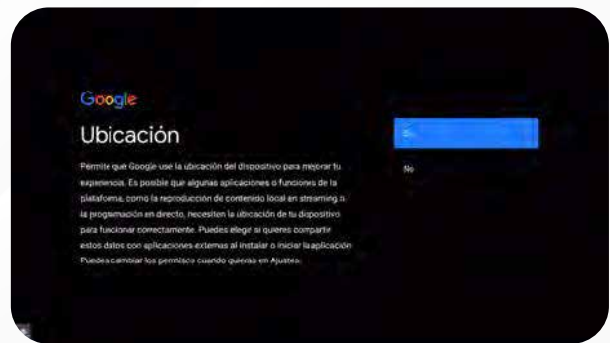 Google
Ubicación
Permite que Google use la ubicación del dispositivo para mejorar tu
experiencia. Es posible que algunas aplicaciones o funciones de la
plataforma, como la reproducción de contenido local en streaming o
la programación en directo, necesiten la ubicación de tu dispositivo
para funcionar correctamente. Puedes elegir si quieres compartir
estos datos con aplicaciones externas al instalar o iniciar la aplicación
Puedes cambiar los permisos cuando quieras en Ajustes.
No